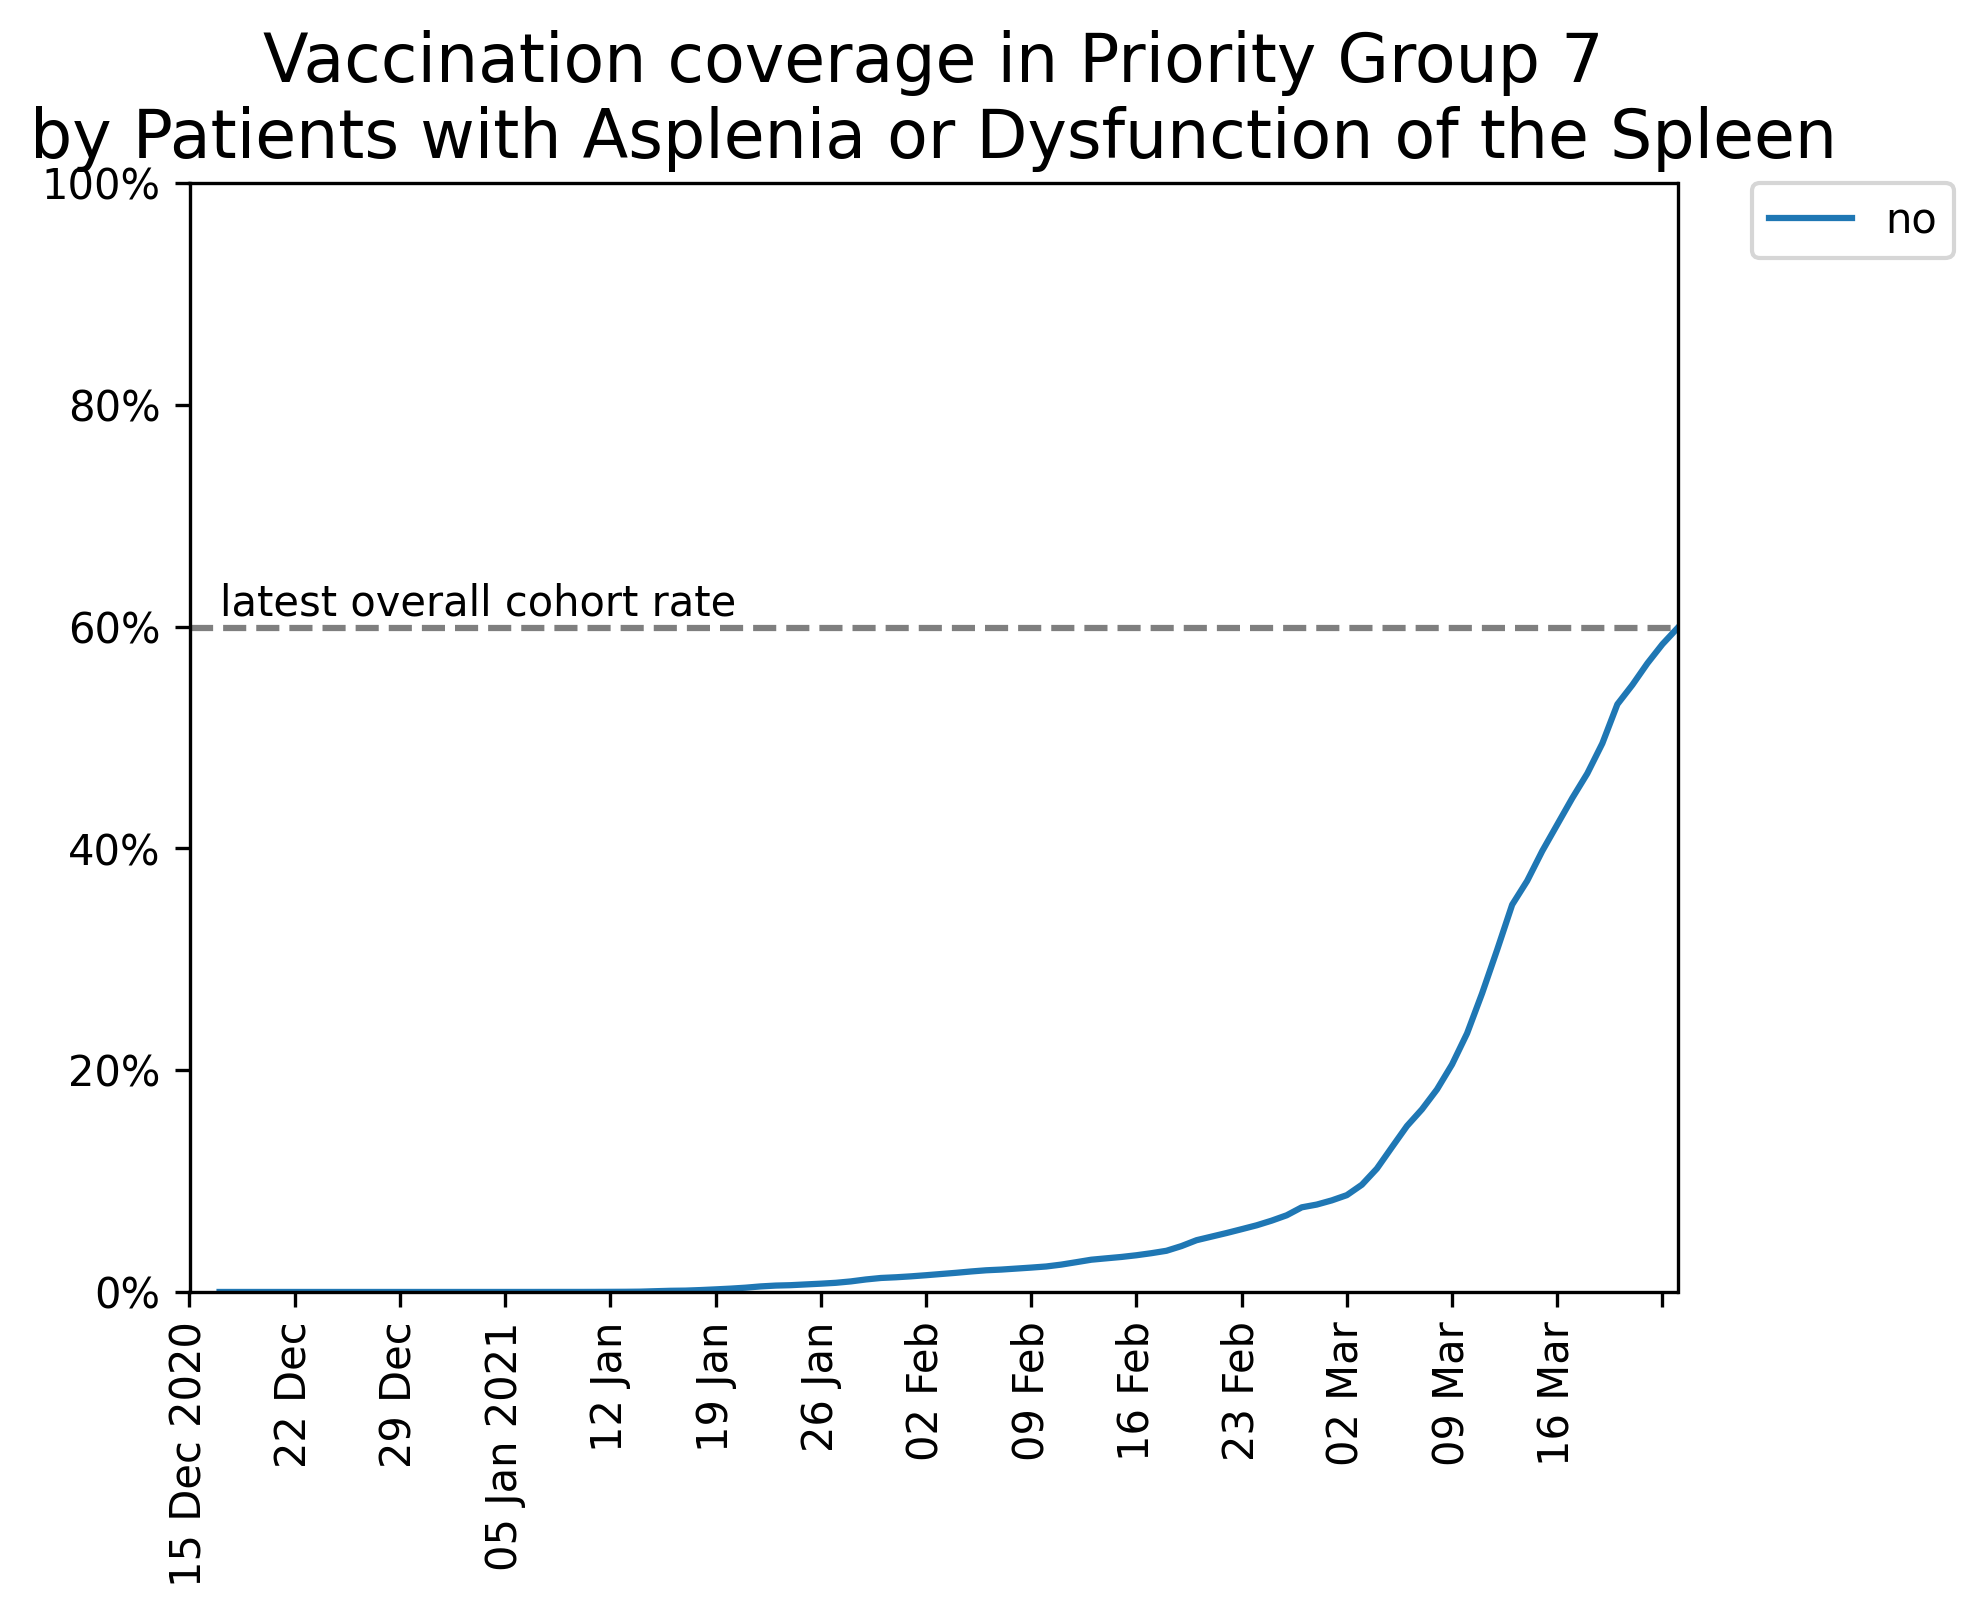 Vaccination coverage in Priority Group 7
by Patients with Asplenia or Dysfunction of the Spleen
100%
80%
60%
40%
20%
0%
latest overall cohort rate
no
15 Dec 2020
22 Dec
29 Dec
05 Jan 2021
12 Jan
19 Jan
26 Jan
02 Feb
09 Feb
16 Feb
23 Feb
02 Mar
09 Mar
16 Mar